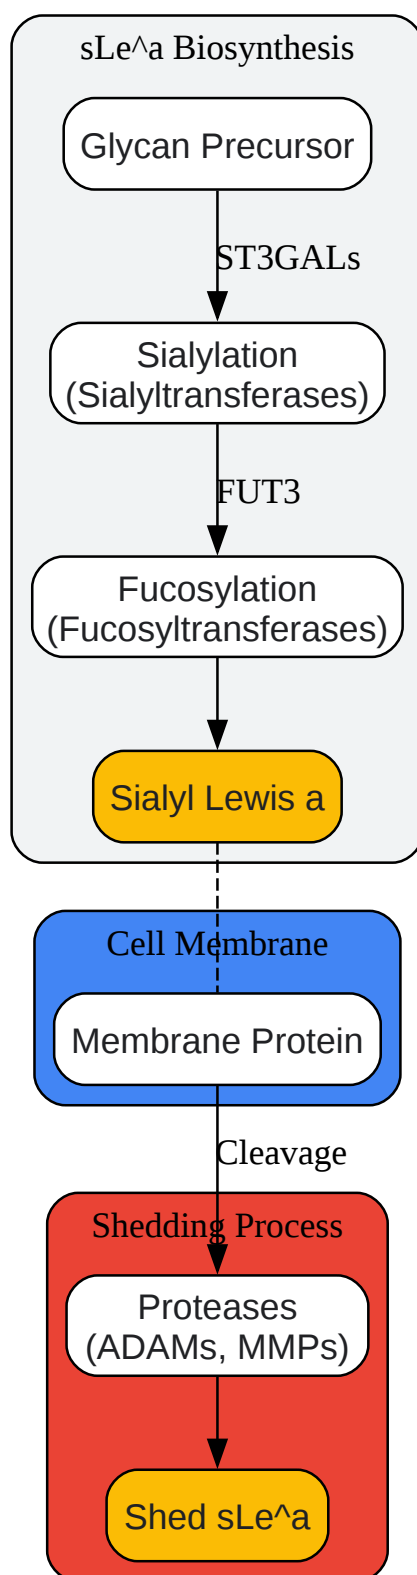 sLe^a Biosynthesis
Glycan Precursor
ST3GALs
Sialylation
(Sialyltransferases)
FUT3
Fucosylation
(Fucosyltransferases)
Sialyl Lewis a
Cell Membrane
Membrane Protein
Cleavage
Shedding Process
Proteases
(ADAMs, MMPs)
Shed sLe^a